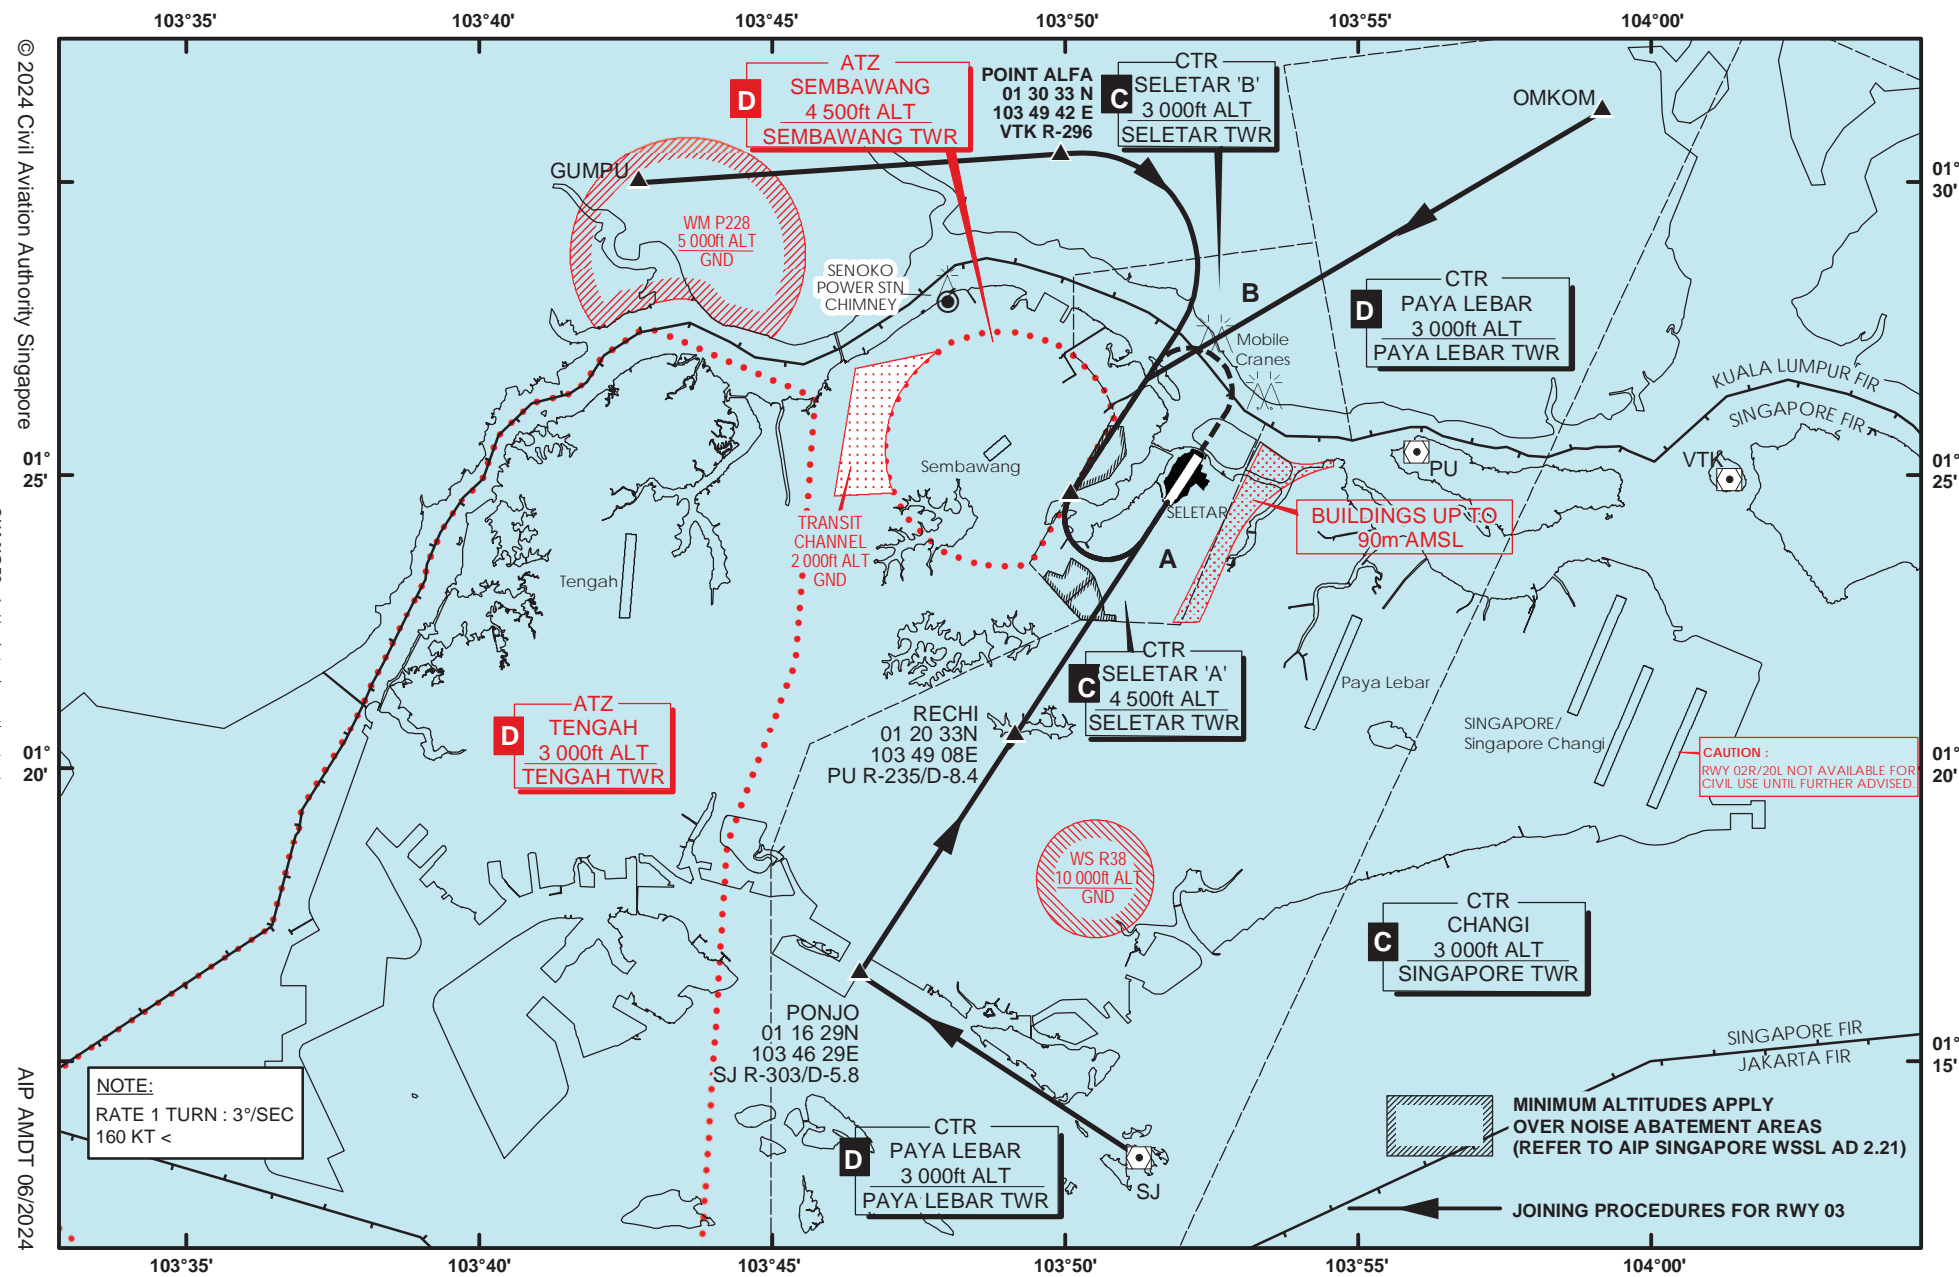 103°35'
103°40'
103°45'
103°50'
103°55'
104°00'
© 2024 Civil Aviation Authority Singapore
AIP AMDT 06/2024
ATZ
D
SEMBAWANG
4 500ft ALT
SEMBAWANG TWR
POINT ALFA
01 30 33 N
103 49 42 E
VTK R-296
CTR
C
SELETAR 'B'
3 000ft ALT
SELETAR TWR
OMKOM
GUMPU
01°
30'
WM P228
5 000ft ALT
GND
SENOKO
POWER STN
CHIMNEY
B
CTR
D
PAYA LEBAR
3 000ft ALT
PAYA LEBAR TWR
Mobile
Cranes
KUALA LUMPUR FIR
SINGAPORE FIR
01°
25'
Sembawang
PU
VTK
01°
25'
SELETAR
BUILDINGS UP TO
90m AMSL
TRANSIT
CHANNEL
2 000ft ALT
GND
A
Tengah
CTR
C
SELETAR 'A'
4 500ft ALT
SELETAR TWR
Paya Lebar
ATZ
D
TENGAH
3 000ft ALT
TENGAH TWR
RECHI
01 20 33N
103 49 08E
PU R-235/D-8.4
SINGAPORE/
Singapore Changi
CAUTION :
RWY 02R/20L NOT AVAILABLE FOR
CIVIL USE UNTIL FURTHER ADVISED.
01°
20'
01°
20'
WS R38
10 000ft ALT
GND
CTR
C
CHANGI
3 000ft ALT
SINGAPORE TWR
PONJO
01 16 29N
103 46 29E
SJ R-303/D-5.8
SINGAPORE FIR
JAKARTA FIR
01°
15'
NOTE:
RATE 1 TURN : 3°/SEC
160 KT <
CTR
D
PAYA LEBAR
3 000ft ALT
PAYA LEBAR TWR
SJ
MINIMUM ALTITUDES APPLY
OVER NOISE ABATEMENT AREAS
(REFER TO AIP SINGAPORE WSSL AD 2.21)
JOINING PROCEDURES FOR RWY 03
103°35'
103°40'
103°45'
103°50'
103°55'
104°00'